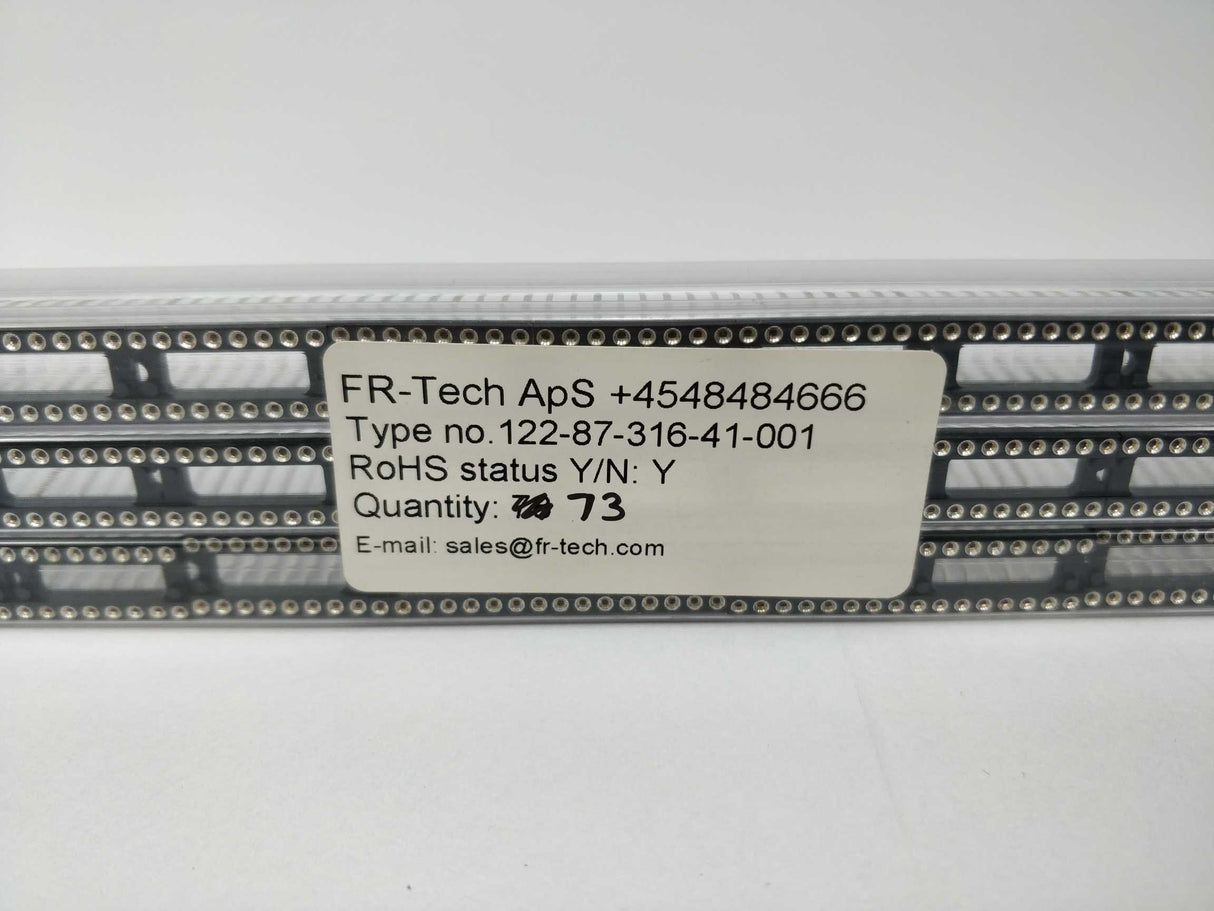 FR-Tech ApS +4548484666
Type no.122-87-316-41-001
RoHS status Y/N: Y
Quantity: 73
E-mail: sales@fr-tech.com